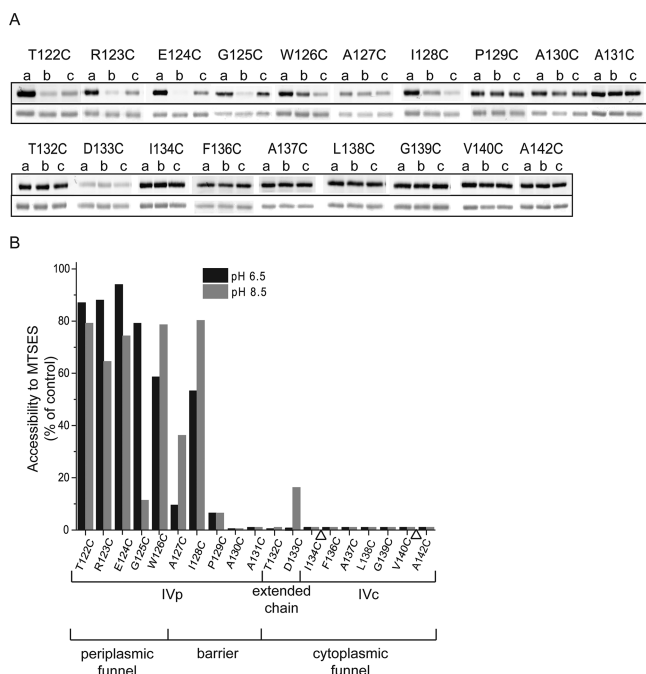 A
T122C R123C E124C G125C W126C A127C I128C P129C A130C A131C
a b c a b c a b c a b c a b c a b c a b c a b c a b c a b c
T132C D133C I134C F136C A137C L138C G139C V140C A142C
a b c a b c a b c a b c a b c a b c a b c a b c a b c
B
Accessibility to MTSES
(% of control)
100
80
60
40
20
0
pH 6.5
pH 8.5
T122C R123C E124C G125C W126C A127C I128C P129C A130C A131C T132C D133C I134C F136C A137C L138C G139C V140C A142C
IVp extended IVc
chain
periplasmic barrier cytoplasmic
funnel funnel